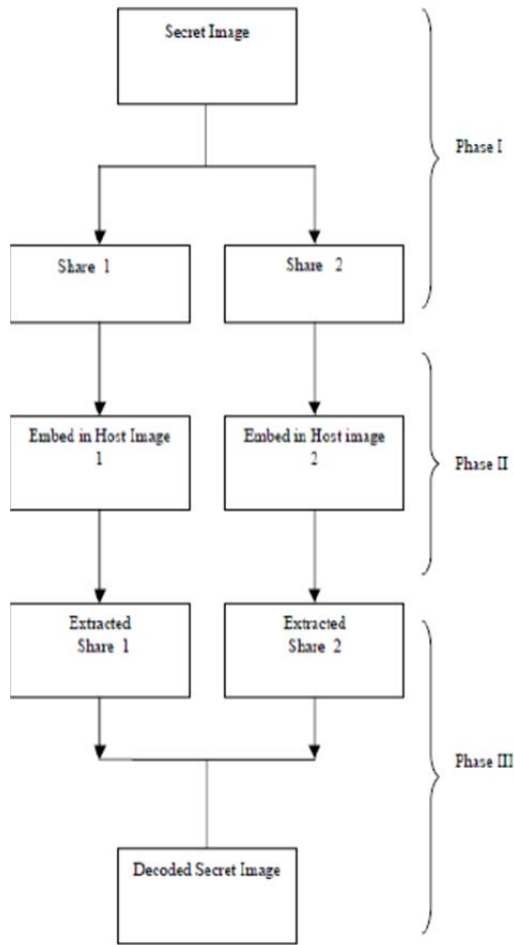 Secret Image
Phase I
Share 1
Share 2
Embed in Host Image
1
Embed in Host image
2
Phase II
Extracted
Share 1
Extracted
Share 2
Phase III
Decoded Secret Image